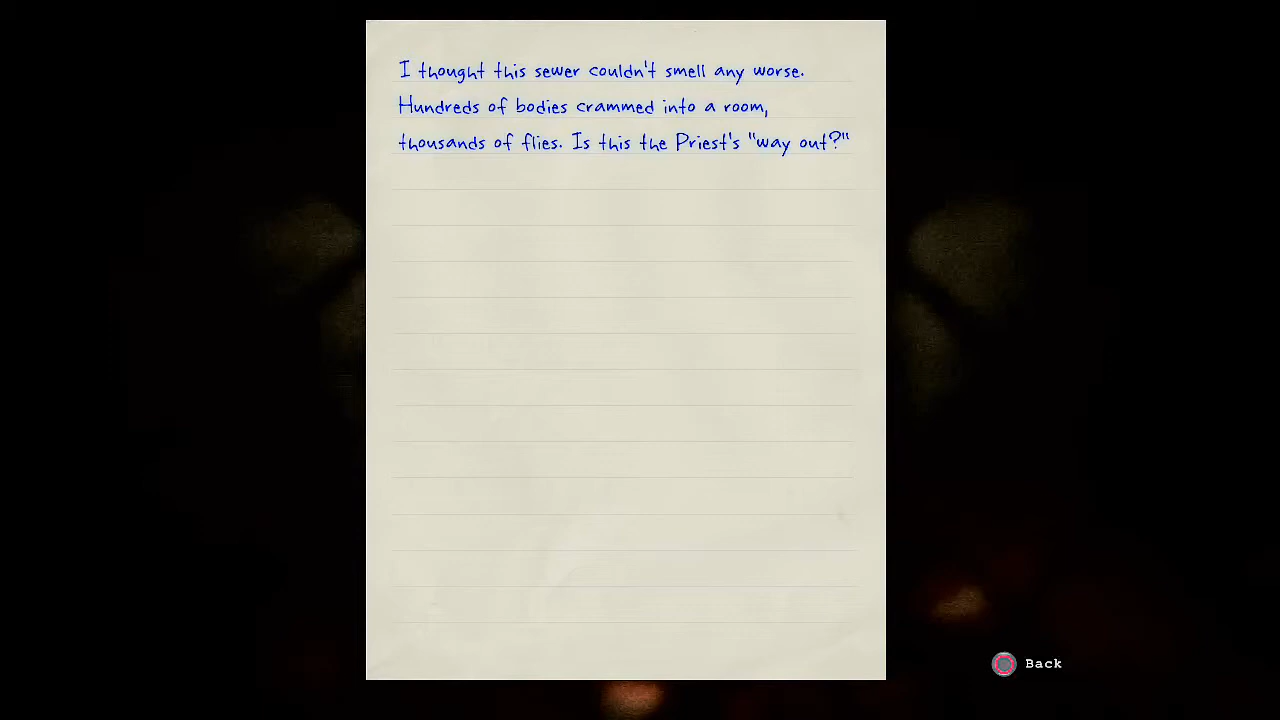 I thought this sewer couldn't smell any worse.
Hundreds of bodies crammed into a room,
thousands of flies. Is this the Priest's "way out?"
Back